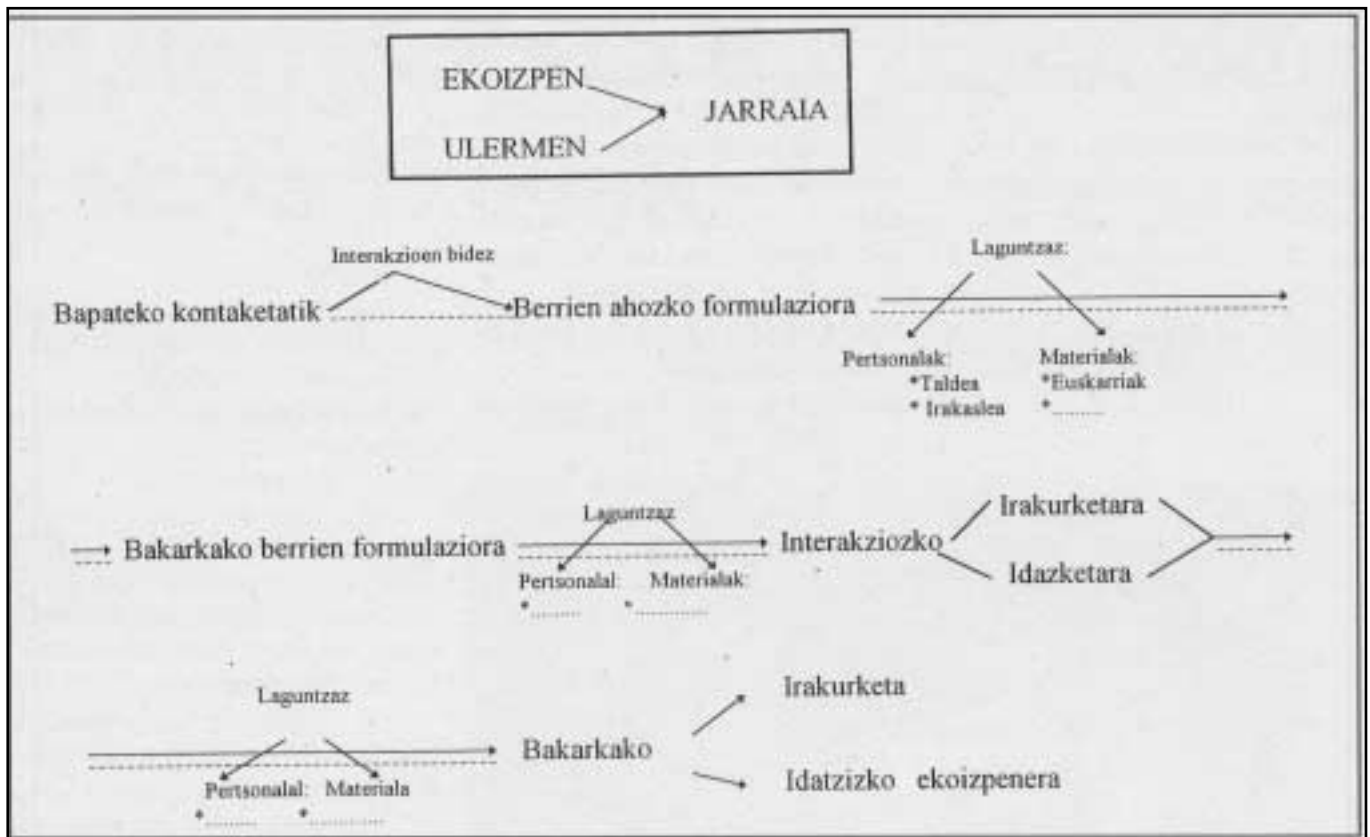 EKOIZPEN
JARRAIA
ULERMEN
Interakzioen bidez
Laguntzaz:
Bapateko kontaketatik
Berrien ahozko formulaziora
Pertsonalak: Materialak:
*Taldea *Euskarriak
* Irakaslea *..........
Laguntzaz
Irakurketara
Bakarkako berrien formulaziora
Interakziozko
Idazketara
Pertsonalal: Materialak:
*.......... *..............
Laguntzaz
Irakurketa
Bakarkako
Idatzizko ekoizpenera
Pertsonalal: Materiala
*.......... *..............